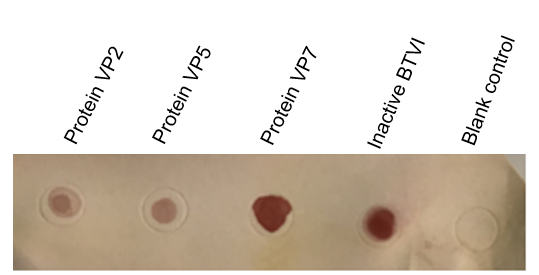 Protein VP2
Protein VP5
Protein VP7
Inactive BTVI
Blank control